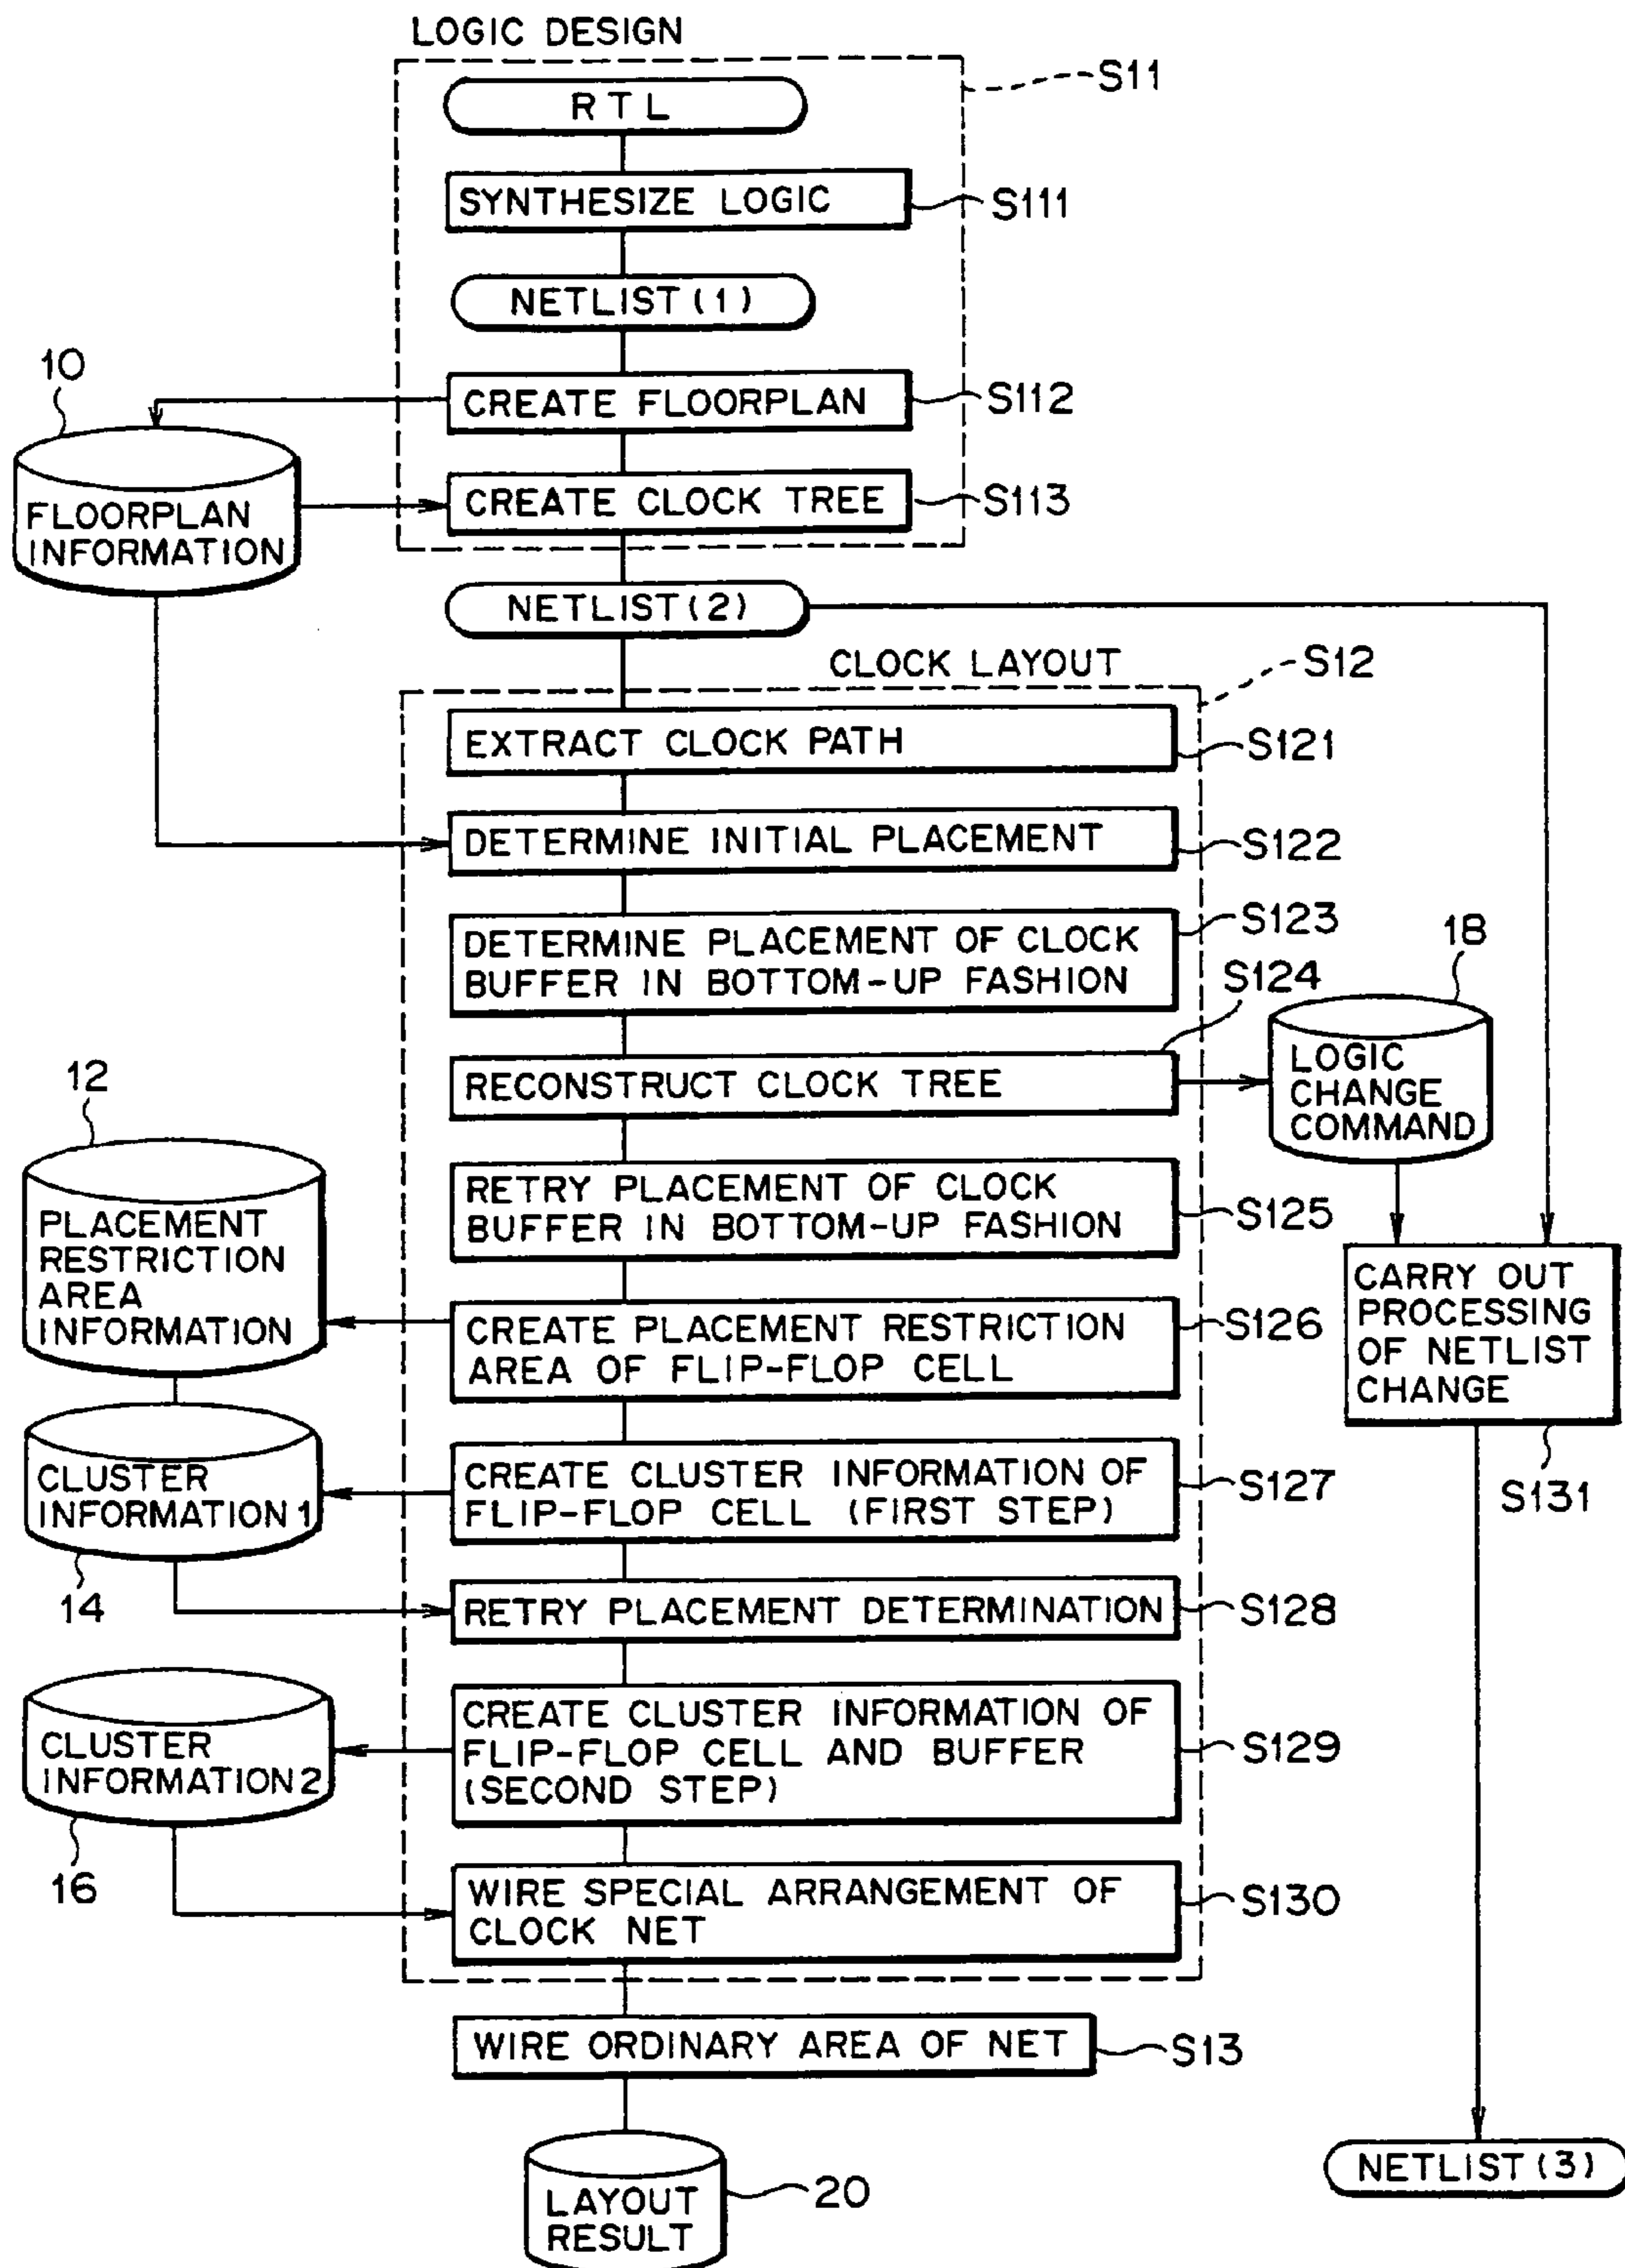 LOGIC DESIGN
S11
RTL
SYNTHESIZE LOGIC
S111
NETLIST(1)
10
CREATE FLOORPLAN
S112
FLOORPLAN
INFORMATION
CREATE CLOCK TREE
S113
NETLIST(2)
CLOCK LAYOUT
S12
EXTRACT CLOCK PATH
S121
DETERMINE INITIAL PLACEMENT
S122
DETERMINE PLACEMENT OF CLOCK
BUFFER IN BOTTOM-UP FASHION
S123
S124
18
RECONSTRUCT CLOCK TREE
LOGIC
CHANGE
COMMAND
12
PLACEMENT
RESTRICTION
AREA
INFORMATION
RETRY PLACEMENT OF CLOCK
BUFFER IN BOTTOM-UP FASHION
S125
CREATE PLACEMENT RESTRICTION
AREA OF FLIP-FLOP CELL
S126
CARRY OUT
PROCESSING
OF NETLIST
CHANGE
S131
CLUSTER
INFORMATION 1
14
CREATE CLUSTER INFORMATION OF
FLIP-FLOP CELL (FIRST STEP)
S127
RETRY PLACEMENT DETERMINATION
S128
CLUSTER
INFORMATION 2
16
CREATE CLUSTER INFORMATION OF
FLIP-FLOP CELL AND BUFFER
(SECOND STEP)
S129
WIRE SPECIAL ARRANGEMENT OF
CLOCK NET
S130
WIRE ORDINARY AREA OF NET
S13
NETLIST(3)
LAYOUT
RESULT
20